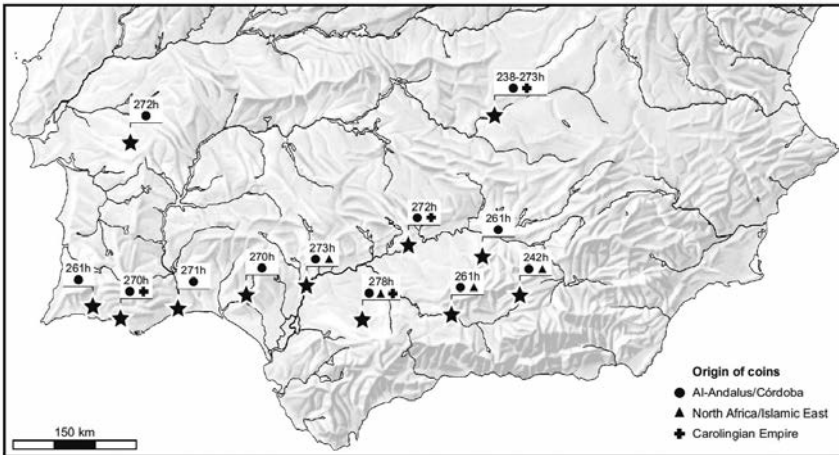 238-273h
272h
272h
261h
273h
270h
242h
261h
270h
271h
261h
278h
Origin of coins
Al-Andalus/Córdoba
North Africa/Islamic East
Carolingian Empire
150 km